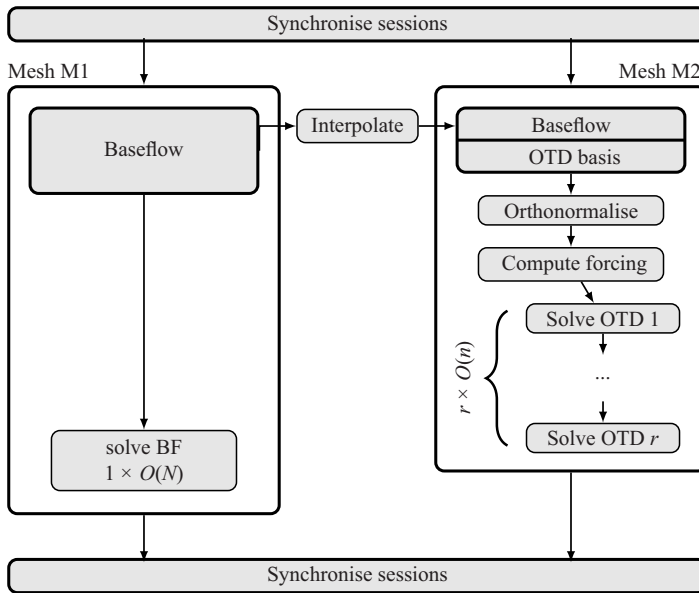 Synchronise sessions
Mesh M1
Mesh M2
Baseflow
Interpolate
Baseflow
OTD basis
Orthonormalise
Compute forcing
Solve OTD 1
...
r × O(n)
Solve OTD r
solve BF
1 × O(N)
Synchronise sessions